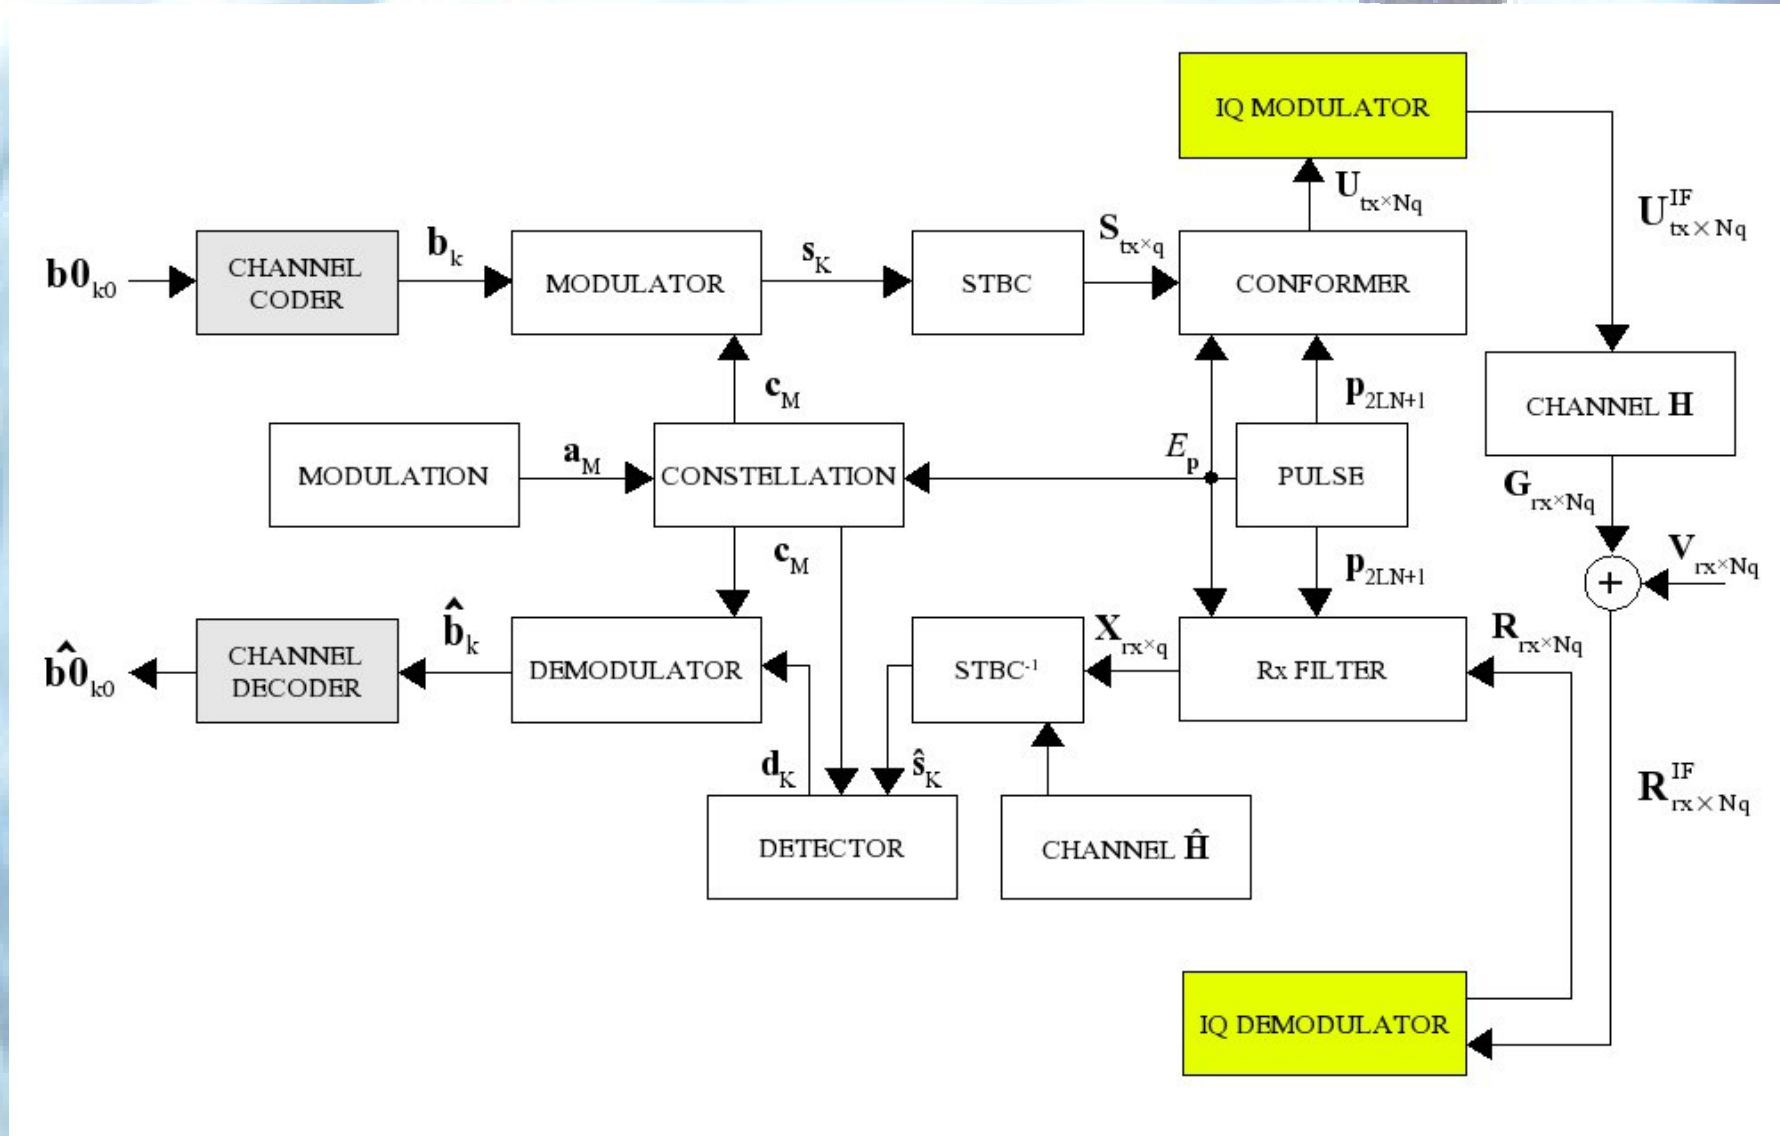 IQ MODULATOR
U tx×Nq
U IF tx×Nq
b0 k0
CHANNEL
CODER
b k
MODULATOR
s K
STBC
S tx×q
CONFORMER
c M
p 2LN+1
CHANNEL H
MODULATION
a M
CONSTELLATION
E p
PULSE
G rx×Nq
c M
p 2LN+1
+
V rx×Nq
b̂0 k0
CHANNEL
DECODER
b̂ k
DEMODULATOR
STBC-1
X rx×q
Rx FILTER
R rx×Nq
d K
ŝ K
R IF rx×Nq
DETECTOR
CHANNEL Ĥ
IQ DEMODULATOR